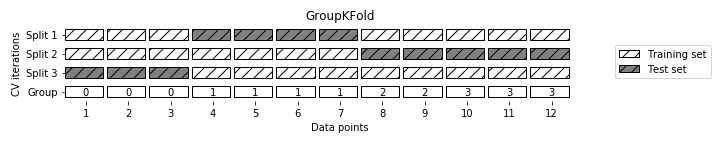 GroupKFold
CV iterations
Split 1
Split 2
Split 3
Group 0 0 0 1 1 1 1 2 2 3 3 3
1 2 3 4 5 6 7 8 9 10 11 12
Data points
Training set
Test set